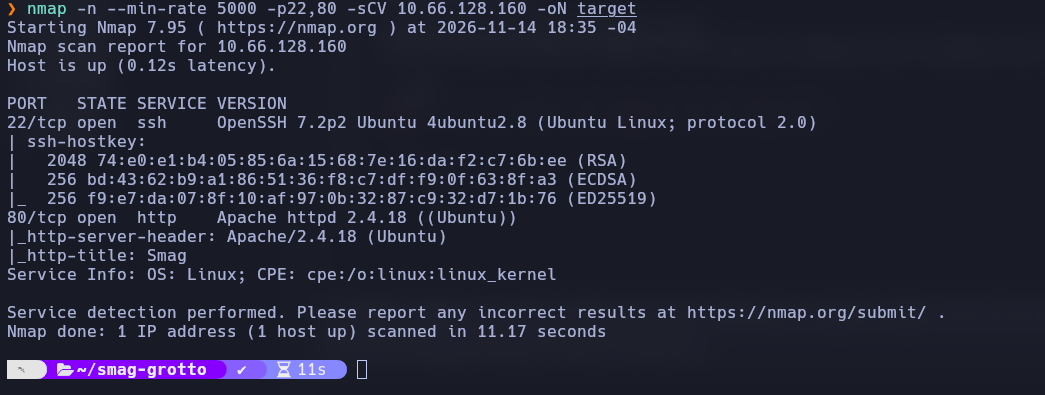 ❯ nmap -n --min-rate 5000 -p22,80 -sCV 10.66.128.160 -oN target
Starting Nmap 7.95 ( https://nmap.org ) at 2026-11-14 18:35 -04
Nmap scan report for 10.66.128.160
Host is up (0.12s latency).

PORT   STATE SERVICE VERSION
22/tcp open  ssh     OpenSSH 7.2p2 Ubuntu 4ubuntu2.8 (Ubuntu Linux; protocol 2.0)
| ssh-hostkey:
|   2048 74:e0:e1:b4:05:85:6a:15:68:7e:16:da:f2:c7:6b:ee (RSA)
|   256 bd:43:62:b9:a1:86:51:36:f8:c7:df:f9:0f:63:8f:a3 (ECDSA)
|_  256 f9:e7:da:07:8f:10:af:97:0b:32:87:c9:32:d7:1b:76 (ED25519)
80/tcp open  http    Apache httpd 2.4.18 ((Ubuntu))
|_http-server-header: Apache/2.4.18 (Ubuntu)
|_http-title: Smag
Service Info: OS: Linux; CPE: cpe:/o:linux:linux_kernel

Service detection performed. Please report any incorrect results at https://nmap.org/submit/ .
Nmap done: 1 IP address (1 host up) scanned in 11.17 seconds

~/smag-grotto ✔ 11s